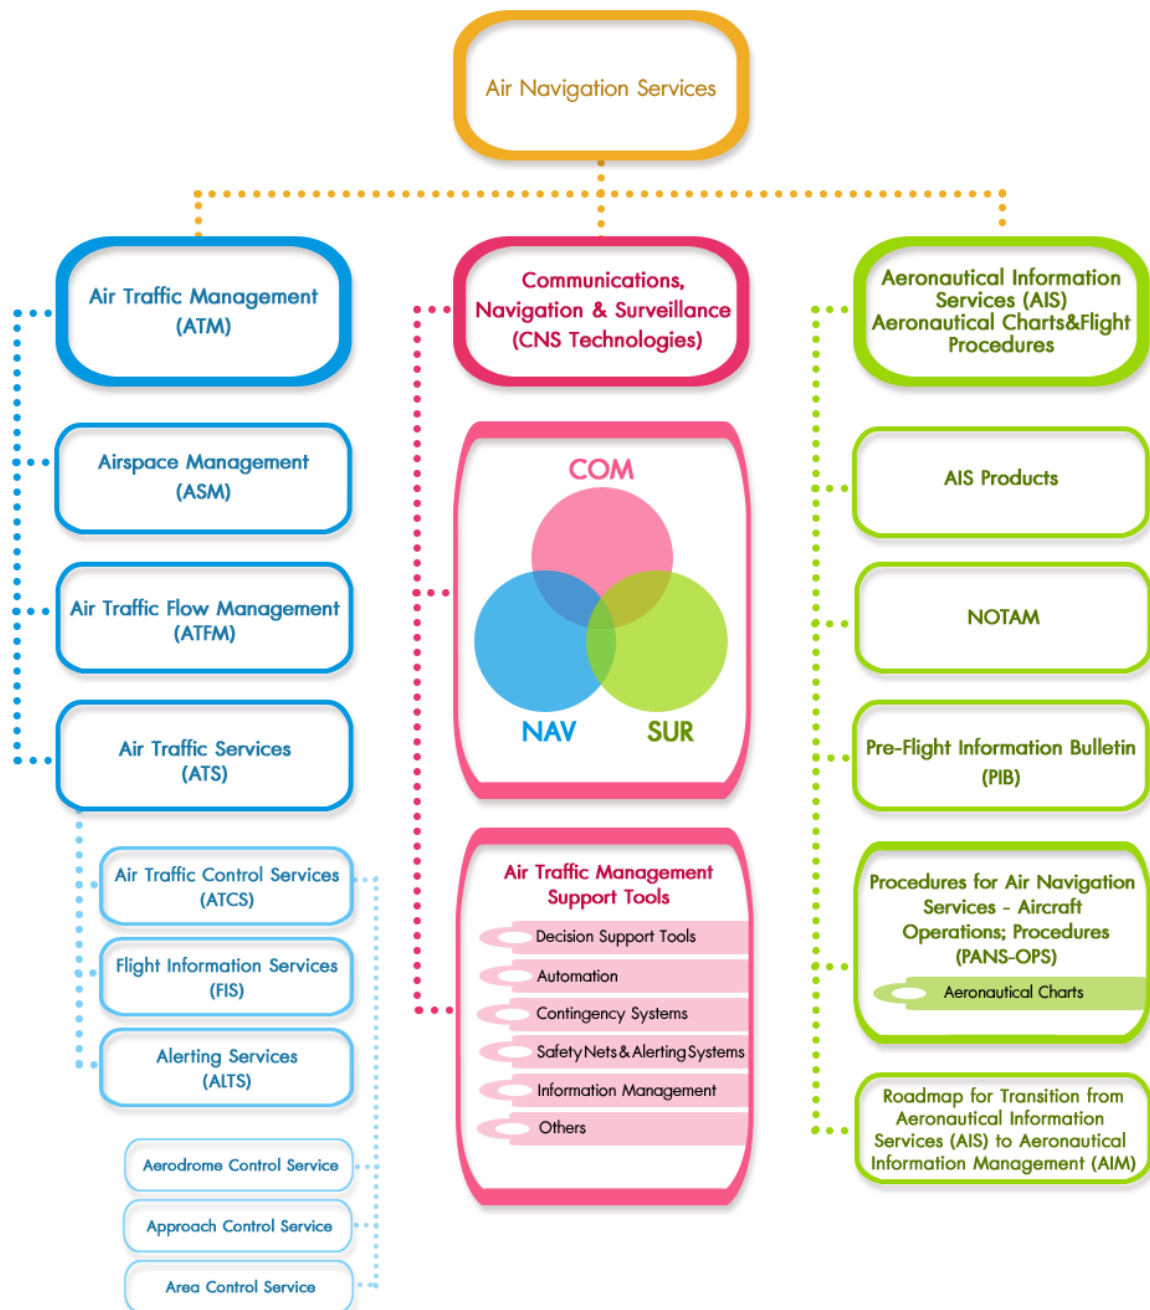 Air Navigation Services
Air Traffic Management
(ATM)
Airspace Management
(ASM)
Air Traffic Flow Management
(ATFM)
Air Traffic Services
(ATS)
Air Traffic Control Services
(ATCS)
Flight Information Services
(FIS)
Alerting Services
(ALTS)
Aerodrome Control Service
Approach Control Service
Area Control Service
Communications,
Navigation & Surveillance
(CNS Technologies)
COM
NAV
SUR
Air Traffic Management
Support Tools
Decision Support Tools
Automation
Contingency Systems
Safety Nets & Alerting Systems
Information Management
Others
Aeronautical Information
Services (AIS)
Aeronautical Charts&Flight
Procedures
AIS Products
NOTAM
Pre-Flight Information Bulletin
(PIB)
Procedures for Air Navigation
Services - Aircraft
Operations; Procedures
(PANS-OPS)
Aeronautical Charts
Roadmap for Transition from
Aeronautical Information
Services (AIS) to Aeronautical
Information Management (AIM)